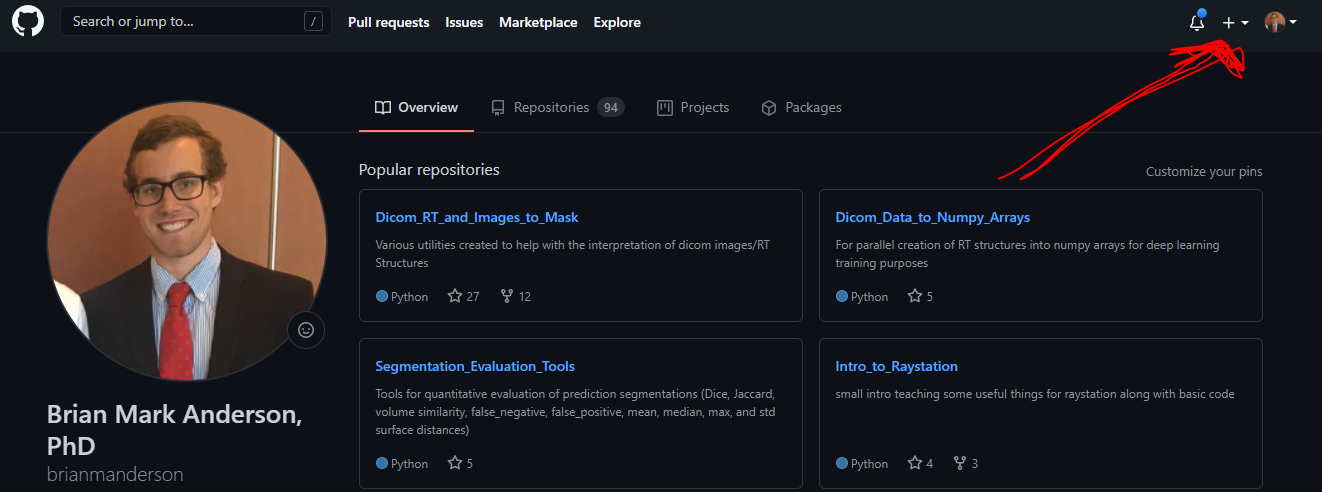 Search or jump to... /
Pull requests Issues Marketplace Explore
Overview Repositories 94 Projects Packages
Popular repositories
Customize your pins
Dicom_RT_and_Images_to_Mask
Various utilities created to help with the interpretation of dicom images/RT
Structures
Python 27 12
Dicom_Data_to_Numpy_Arrays
For parallel creation of RT structures into numpy arrays for deep learning
training purposes
Python 5
Segmentation_Evaluation_Tools
Tools for quantitative evaluation of prediction segmentations (Dice, Jaccard,
volume similarity, false_negative, false_positive, mean, median, max, and std
surface distances)
Python 5
Intro_to_Raystation
small intro teaching some useful things for raystation along with basic code
Python 4 3
Brian Mark Anderson,
PhD
brianmanderson